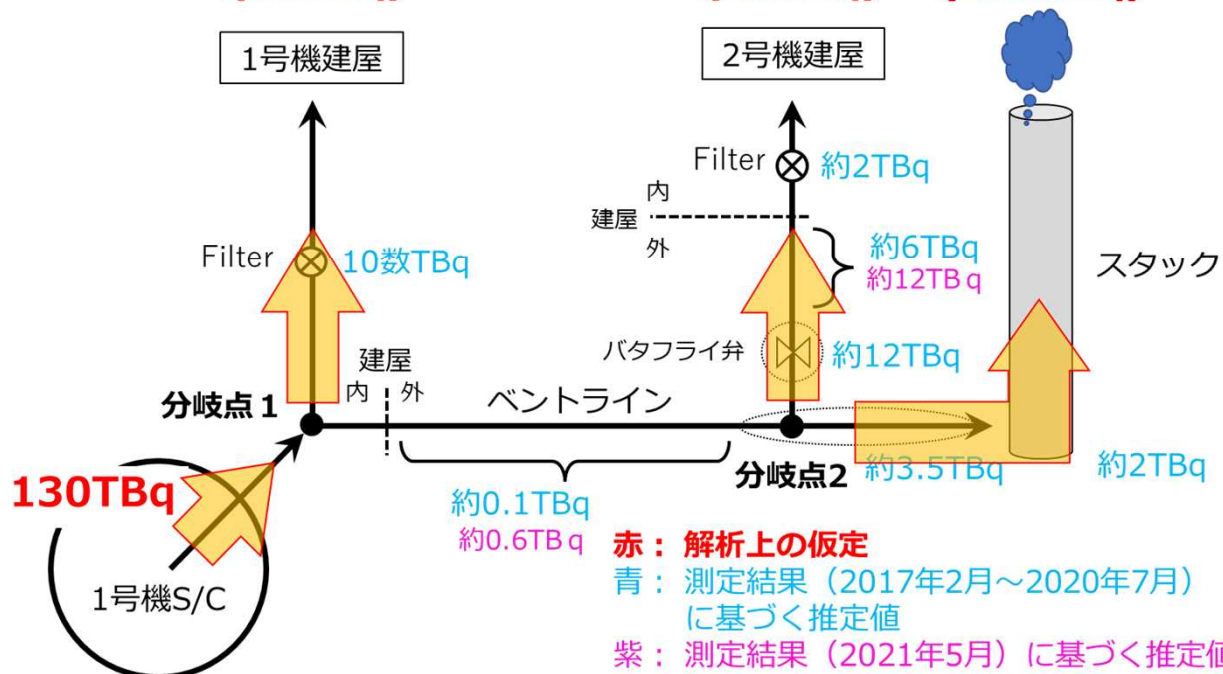 1号機建屋
2号機建屋
Filter
約2TBq
内
建屋
外
約6TBq
約12TBq
スタック
Filter
10数TBq
バタフライ弁
約12TBq
建屋
内
外
分岐点1
ベントライン
分岐点2
約3.5TBq
約2TBq
130TBq
約0.1TBq
約0.6TBq
1号機S/C
赤： 解析上の仮定
青： 測定結果（2017年2月～2020年7月）
に基づく推定値
紫： 測定結果（2021年5月）に基づく推定値